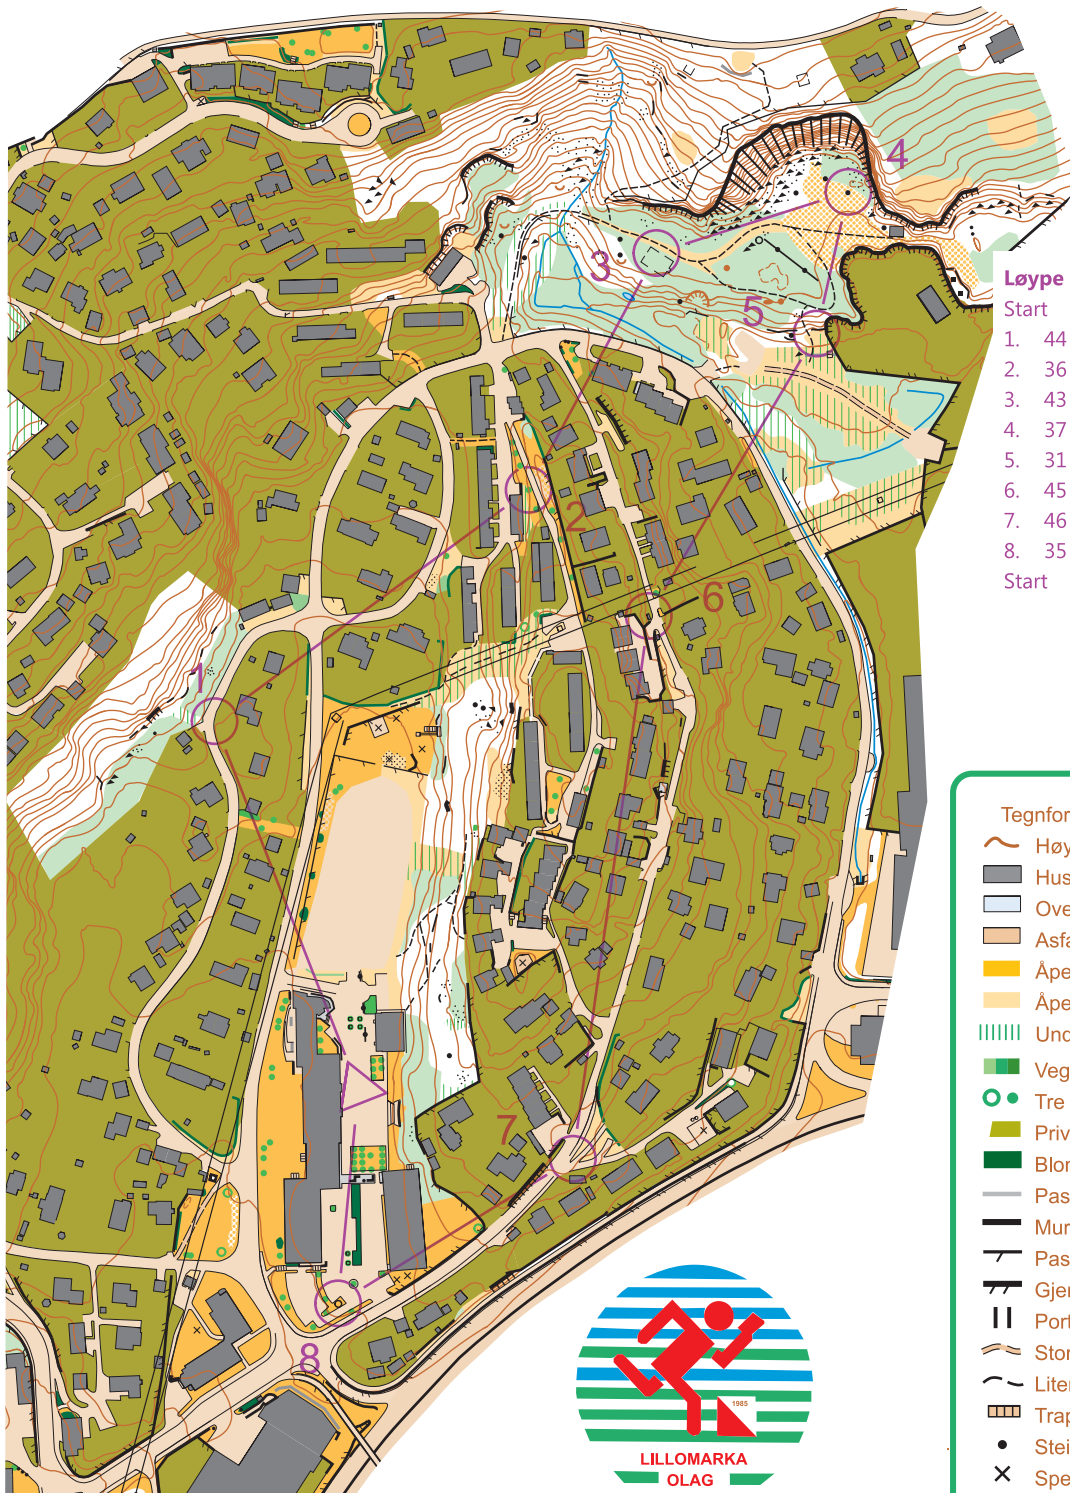 4
3
5
2
6
1
7
8
Løype
Start
1. 44
2. 36
3. 43
4. 37
5. 31
6. 45
7. 46
8. 35
Start
Tegnfor
Høy
Hus
Ove
Asfa
Åpe
Åpe
Und
Veg
Tre
Priv
Blon
Pas
Mur
Pas
Gjer
Port
Stor
Liter
Trap
Stei
Spe
1985
LILLOMARKA
OLAG